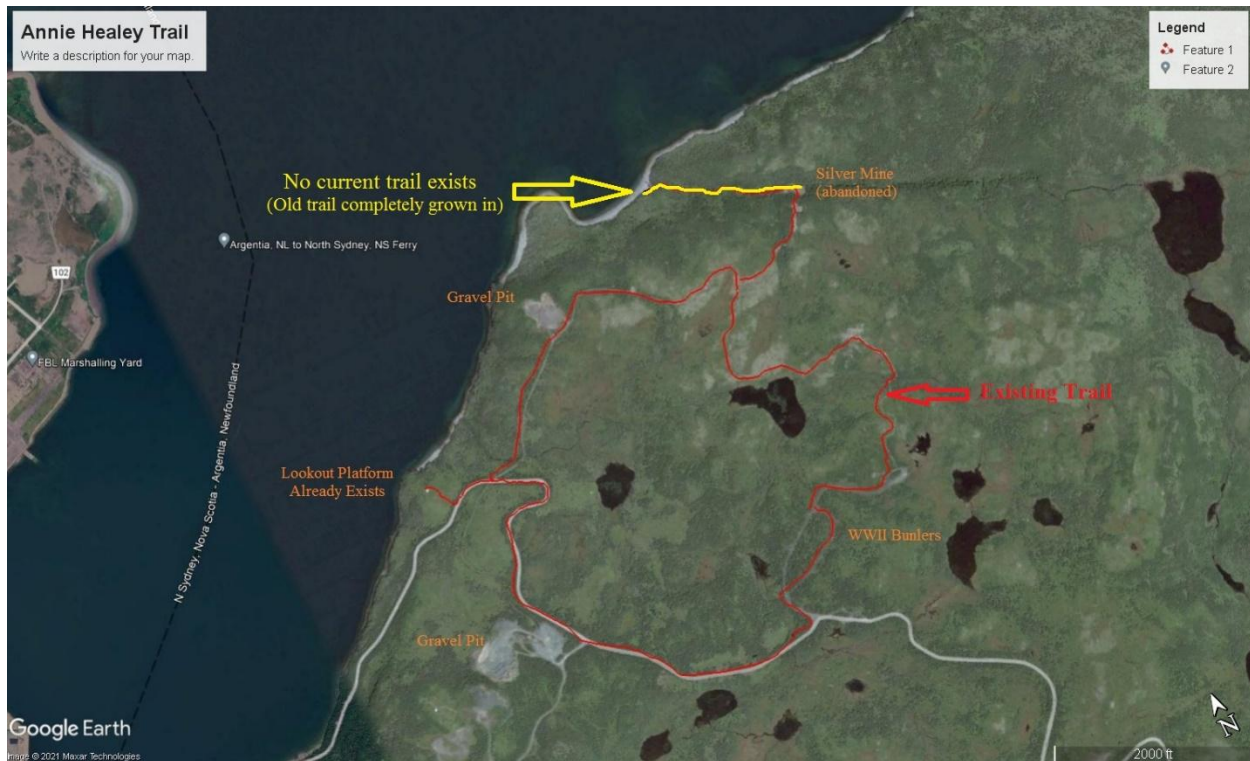 Annie Healey Trail
Write a description for your map.
Legend
Feature 1
Feature 2
No current trail exists
(Old trail completely grown in)
Silver Mine
(abandoned)
Argentia, NL to North Sydney, NS Ferry
102
Gravel Pit
FBL Marshalling Yard
Existing Trail
N Sydney, Nova Scotia - Argentia, Newfoundland
Lookout Platform
Already Exists
WWII Bunlers
Gravel Pit
Google Earth
Image © 2021 Maxar Technologies
N
2000 ft